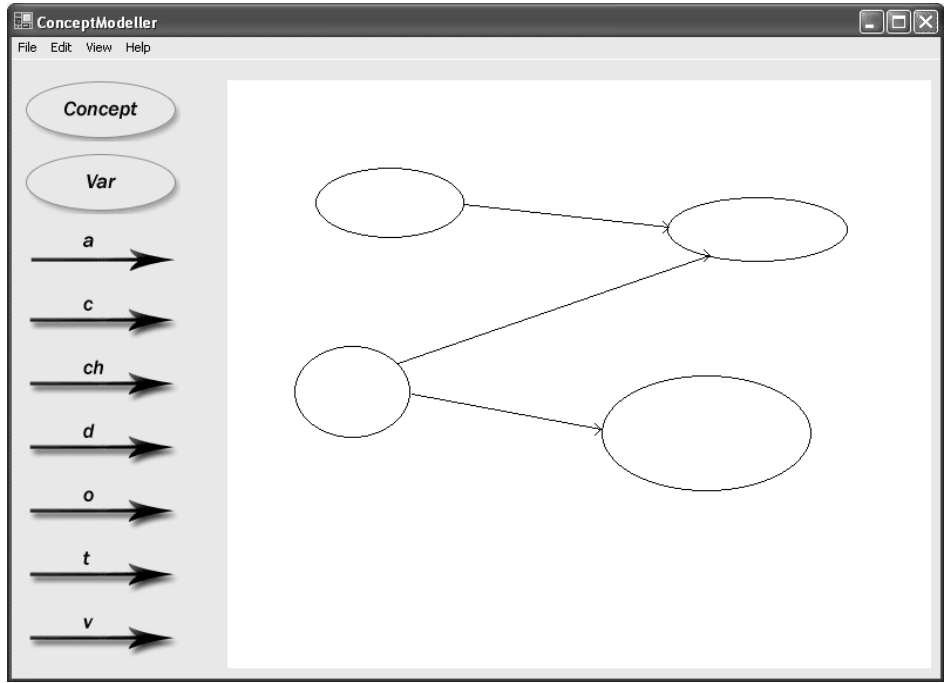 ConceptModeller
File Edit View Help
Concept
Var
a
c
ch
d
o
t
v